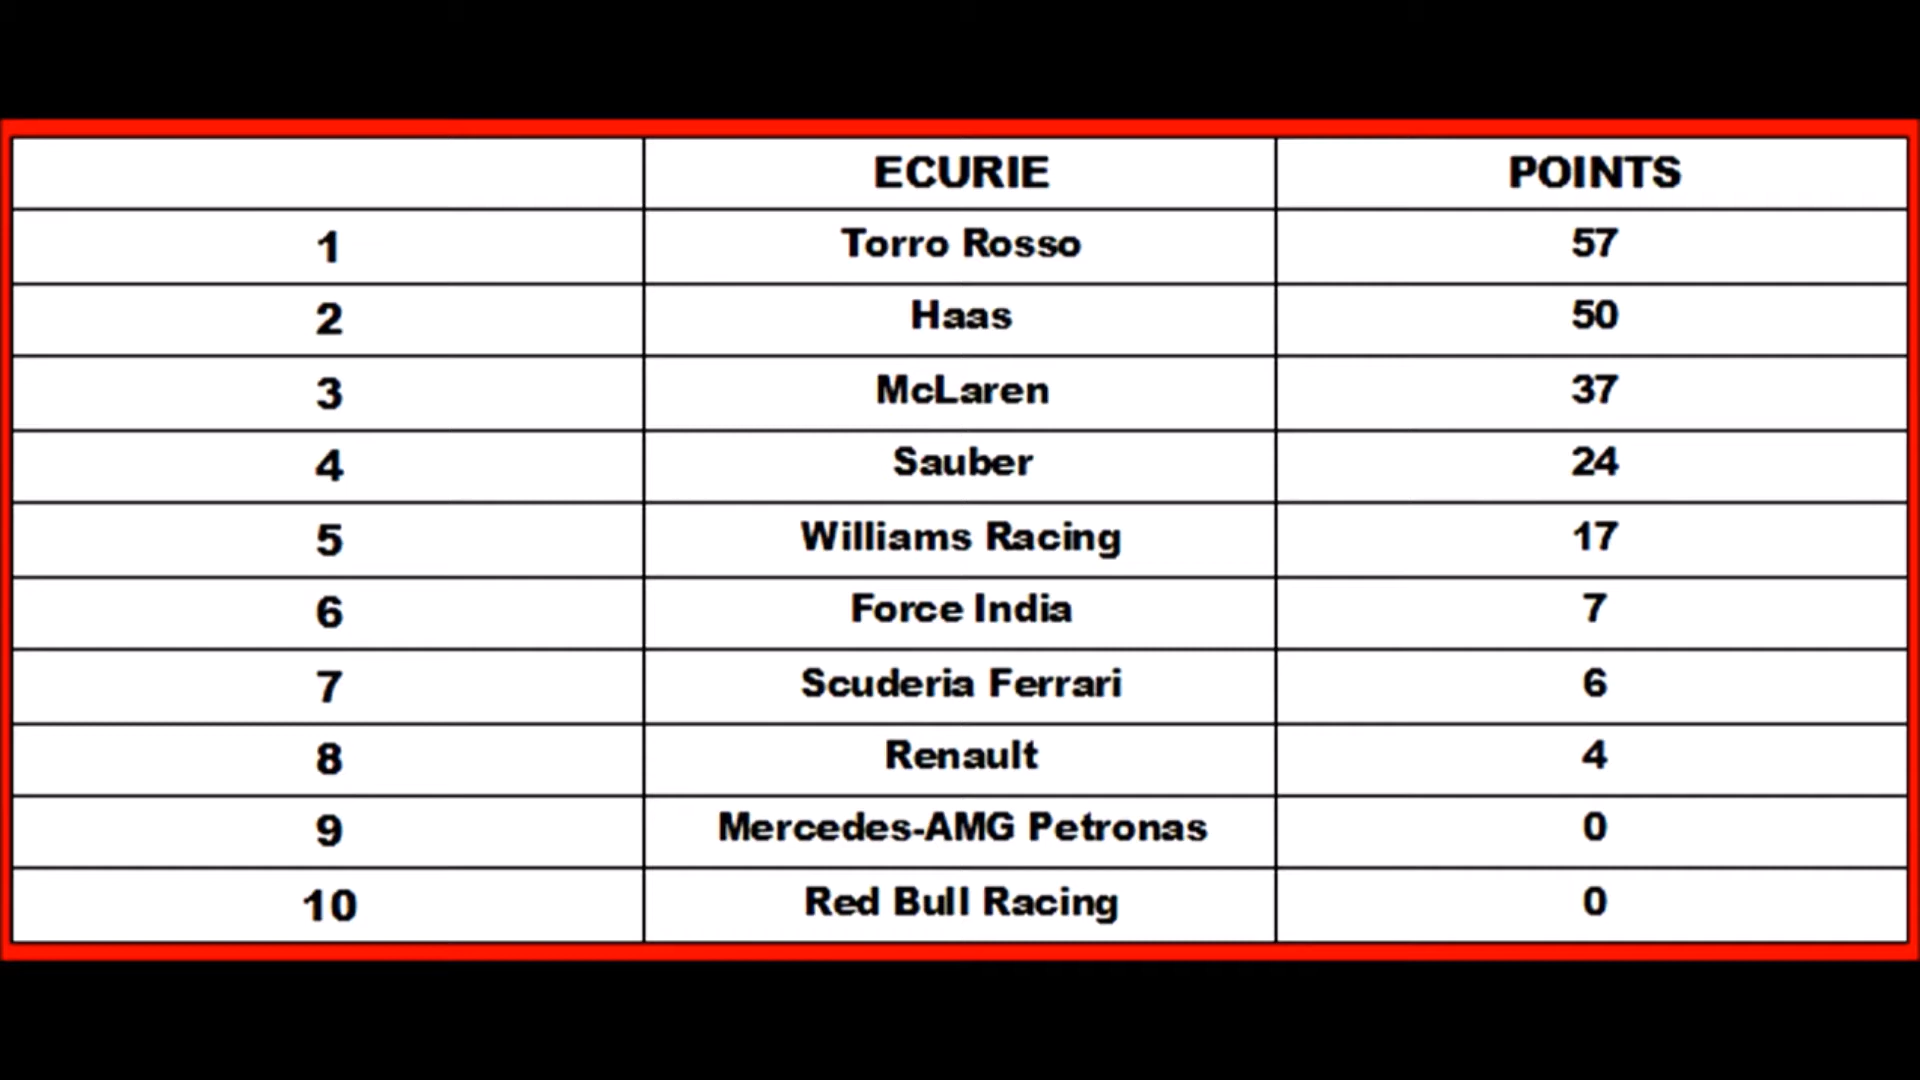 ECURIE POINTS
1 Torro Rosso 57
2 Haas 50
3 McLaren 37
4 Sauber 24
5 Williams Racing 17
6 Force India 7
7 Scuderia Ferrari 6
8 Renault 4
9 Mercedes-AMG Petronas 0
10 Red Bull Racing 0